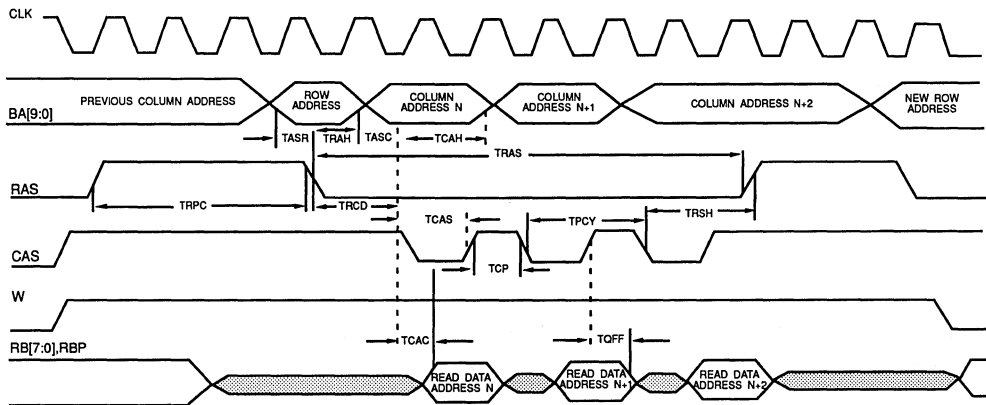 CLK
BA[9:0]
PREVIOUS COLUMN ADDRESS
ROW
ADDRESS
COLUMN
ADDRESS N
COLUMN
ADDRESS N+1
COLUMN ADDRESS N+2
NEW ROW
ADDRESS
TASR
TRAH
TASC
TCAH
TRAS
RAS
TRPC
TRCD
TCAS
TPCY
TRSH
CAS
TCP
W
TCAC
TQFF
RB[7:0],RBP
READ DATA
ADDRESS N
READ DATA
ADDRESS N+1
READ DATA
ADDRESS N+2